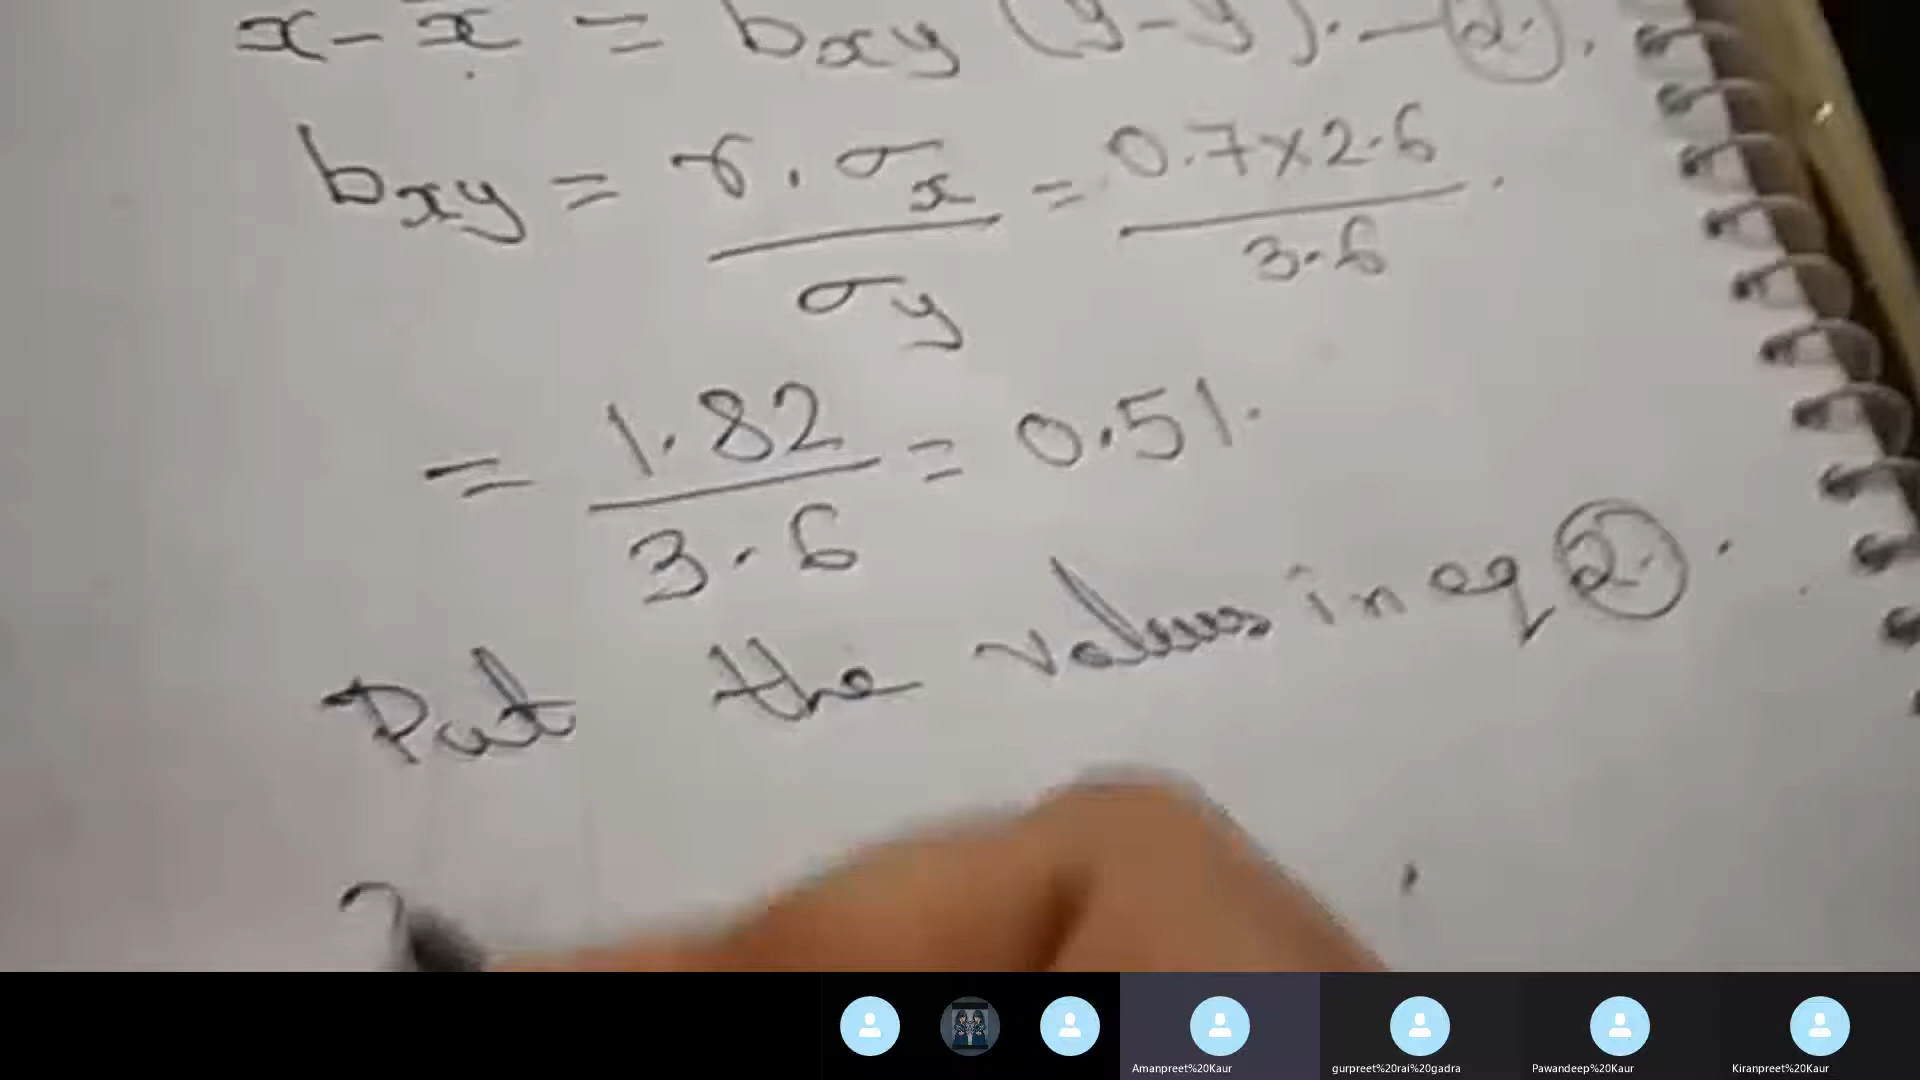 x - x̄ = bxy (y - ȳ). — ②.
bxy = r . σx / σy = 0.7 x 2.6 / 3.6 .
= 1.82 / 3.6 = 0.51.
Put the values in eq ②.
Amanpreet%20Kaur
gurpreet%20rai%20gadra
Pawandeep%20Kaur
Kiranpreet%20Kaur